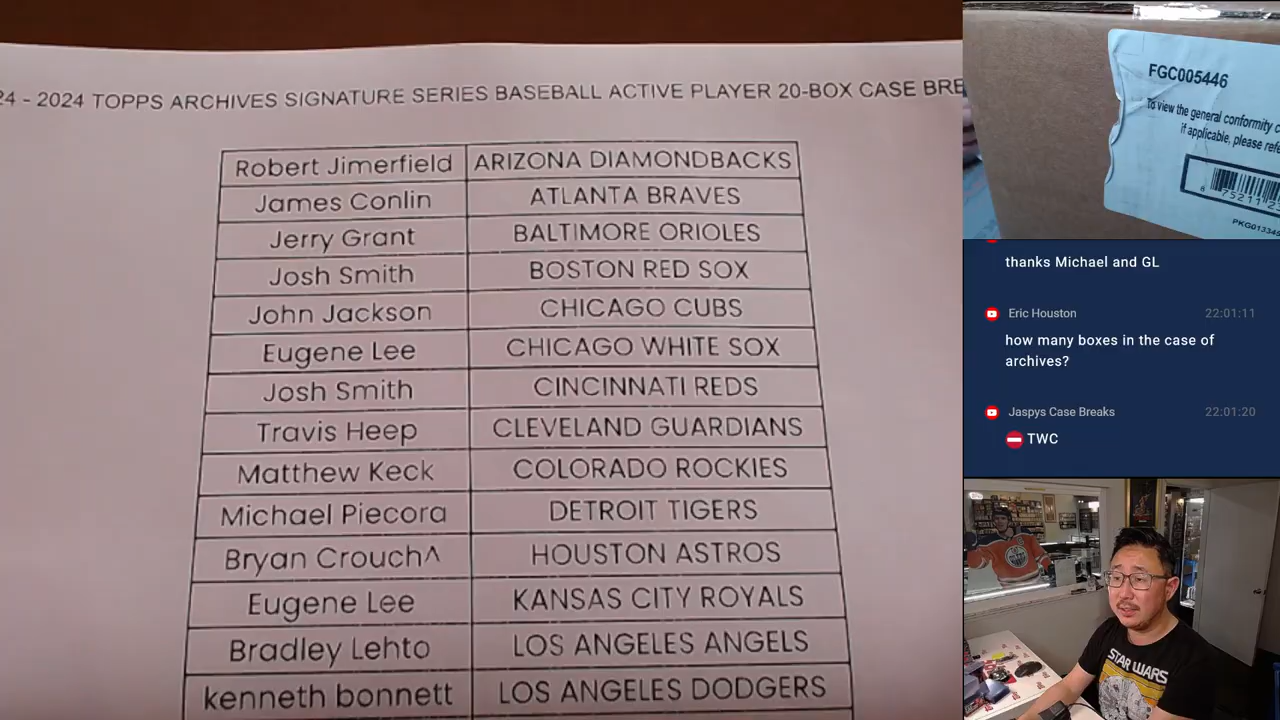 24 - 2024 TOPPS ARCHIVES SIGNATURE SERIES BASEBALL ACTIVE PLAYER 20-BOX CASE
Robert Jimerfield ARIZONA DIAMONDBACKS
James Conlin ATLANTA BRAVES
Jerry Grant BALTIMORE ORIOLES
Josh Smith BOSTON RED SOX
John Jackson CHICAGO CUBS
Eugene Lee CHICAGO WHITE SOX
Josh Smith CINCINNATI REDS
Travis Heep CLEVELAND GUARDIANS
Matthew Keck COLORADO ROCKIES
Michael Piecora DETROIT TIGERS
Bryan Crouch^ HOUSTON ASTROS
Eugene Lee KANSAS CITY ROYALS
Bradley Lehto LOS ANGELES ANGELS
kenneth bonnett LOS ANGELES DODGERS
FGC005446
To view the general conformity
if applicable, please
PKG013345
thanks Michael and GL
Eric Houston 22:01:11
how many boxes in the case of
archives?
Jaspys Case Breaks 22:01:20
TWC
STAR WARS